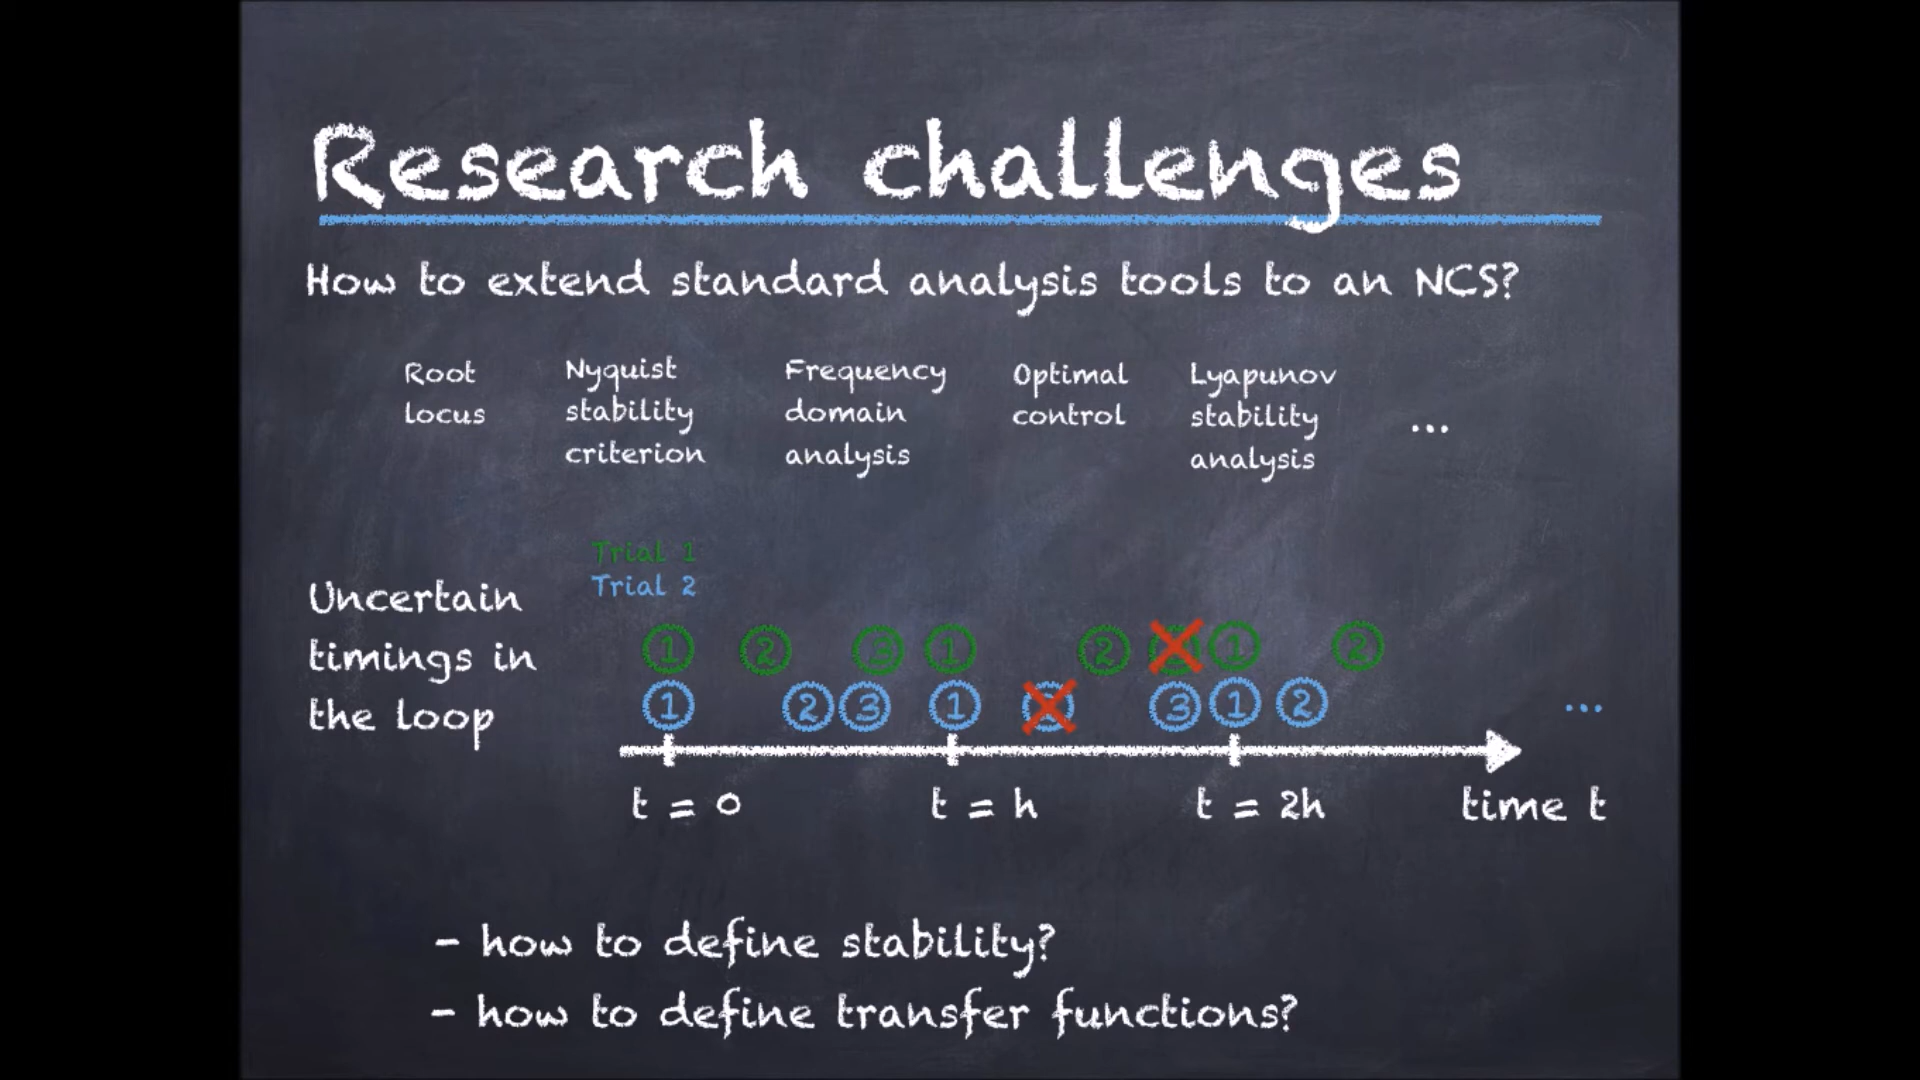 Research challenges
How to extend standard analysis tools to an NCS?
Root
locus
Nyquist
stability
criterion
Frequency
domain
analysis
Optimal
control
Lyapunov
stability
analysis
...
Trial 1
Trial 2
Uncertain
timings in
the loop
1 2 3 1 2 1 2
1 2 3 1 3 1 2 ...
t = 0
t = h
t = 2h
time t
- how to define stability?
- how to define transfer functions?